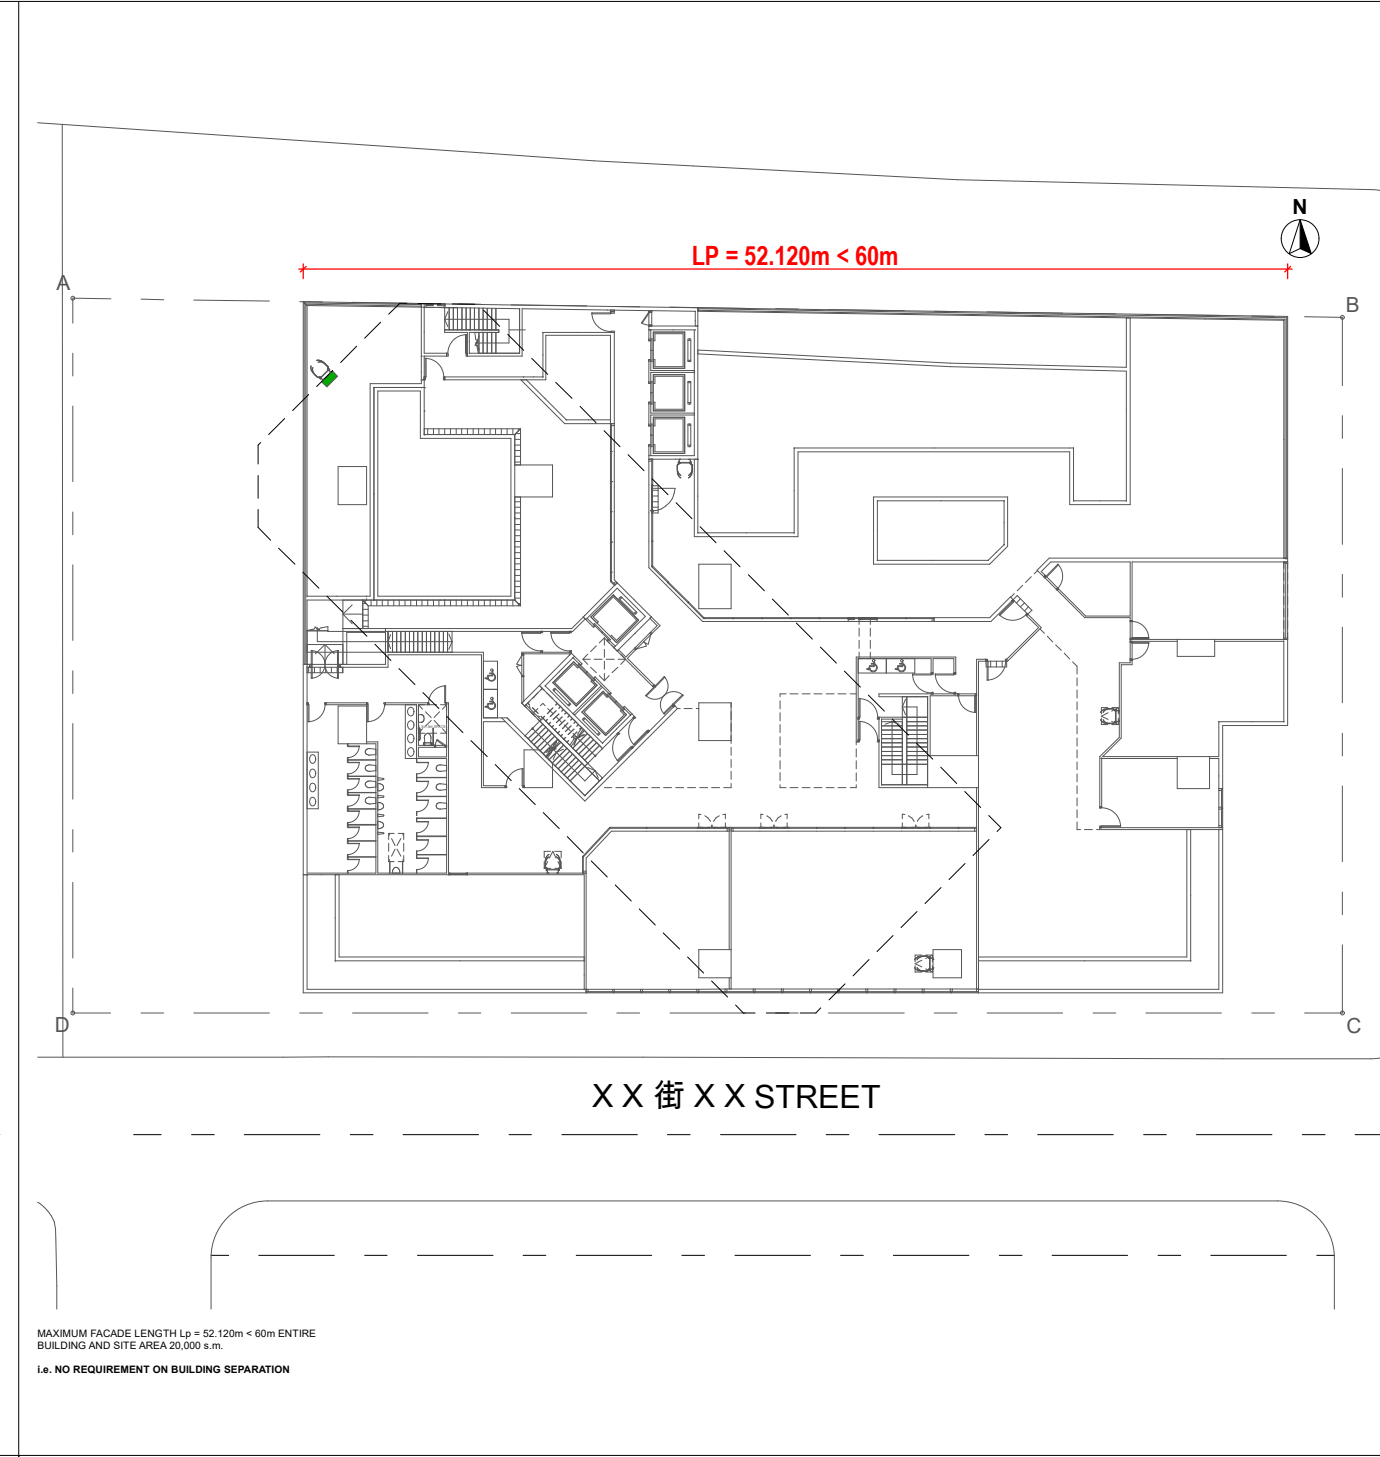 N
LP = 52.120m < 60m
A
B
D
C
X X 街 X X STREET
MAXIMUM FACADE LENGTH Lp = 52.120m < 60m ENTIRE
BUILDING AND SITE AREA 20,000 s.m.
i.e. NO REQUIREMENT ON BUILDING SEPARATION